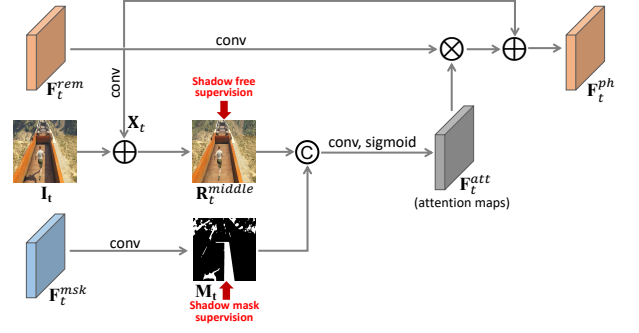 conv
F_t^{rem}
conv
F_t^{ph}
Shadow free
supervision
X_t
I_t
R_t^{middle}
C
conv, sigmoid
F_t^{att}
(attention maps)
conv
F_t^{msk}
M_t
Shadow mask
supervision